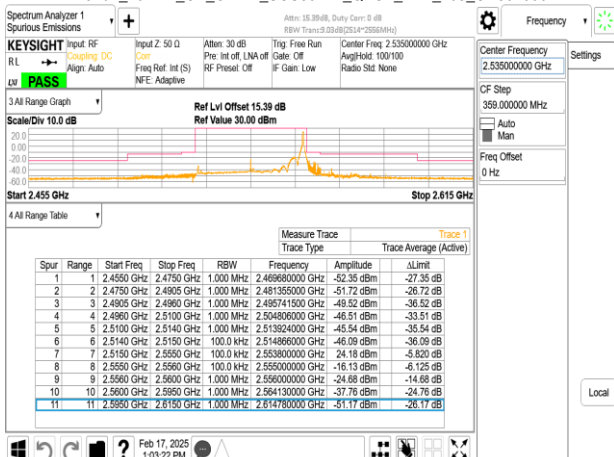 Spectrum Analyzer 1
Spurious Emissions
Attn: 15.39dB, Duty Corr: 0 dB
RBW Trans:9.03dB(2514~2556MHz)
Frequency
Settings
KEYSIGHT
RL
PASS
Input: RF
Coupling: DC
Align: Auto
Input Z: 50 Ω
Corr
Freq Ref: Int (S)
NFE: Adaptive
Atten: 30 dB
Pre: Int off, LNA off
RF Preset: Off
Trig: Free Run
Gate: Off
IF Gain: Low
Center Freq: 2.535000000 GHz
Avg|Hold: 100/100
Radio Std: None
Center Frequency
2.535000000 GHz
CF Step
359.000000 MHz
Auto
Man
Freq Offset
0 Hz
3 All Range Graph
Scale/Div 10.0 dB
Ref Lvl Offset 15.39 dB
Ref Value 30.00 dBm
20.0
0.00
-20.0
-40.0
-60.0
Start 2.455 GHz
Stop 2.615 GHz
4 All Range Table
Measure Trace Trace 1
Trace Type Trace Average (Active)
Spur Range Start Freq Stop Freq RBW Frequency Amplitude ΔLimit
1 1 2.4550 GHz 2.4750 GHz 1.000 MHz 2.469680000 GHz -52.35 dBm -27.35 dB
2 2 2.4750 GHz 2.4905 GHz 1.000 MHz 2.481355000 GHz -51.72 dBm -26.72 dB
3 3 2.4905 GHz 2.4960 GHz 1.000 MHz 2.495741500 GHz -49.52 dBm -36.52 dB
4 4 2.4960 GHz 2.5100 GHz 1.000 MHz 2.504806000 GHz -46.51 dBm -33.51 dB
5 5 2.5100 GHz 2.5140 GHz 1.000 MHz 2.513924000 GHz -45.54 dBm -35.54 dB
6 6 2.5140 GHz 2.5150 GHz 100.0 kHz 2.514866000 GHz -46.09 dBm -36.09 dB
7 7 2.5150 GHz 2.5550 GHz 100.0 kHz 2.553800000 GHz 24.18 dBm -5.820 dB
8 8 2.5550 GHz 2.5560 GHz 100.0 kHz 2.555000000 GHz -16.13 dBm -6.125 dB
9 9 2.5560 GHz 2.5600 GHz 1.000 MHz 2.556000000 GHz -24.68 dBm -14.68 dB
10 10 2.5600 GHz 2.5950 GHz 1.000 MHz 2.564130000 GHz -37.76 dBm -24.76 dB
11 11 2.5950 GHz 2.6150 GHz 1.000 MHz 2.614780000 GHz -51.17 dBm -26.17 dB
Local
Feb 17, 2025
1:03:22 PM